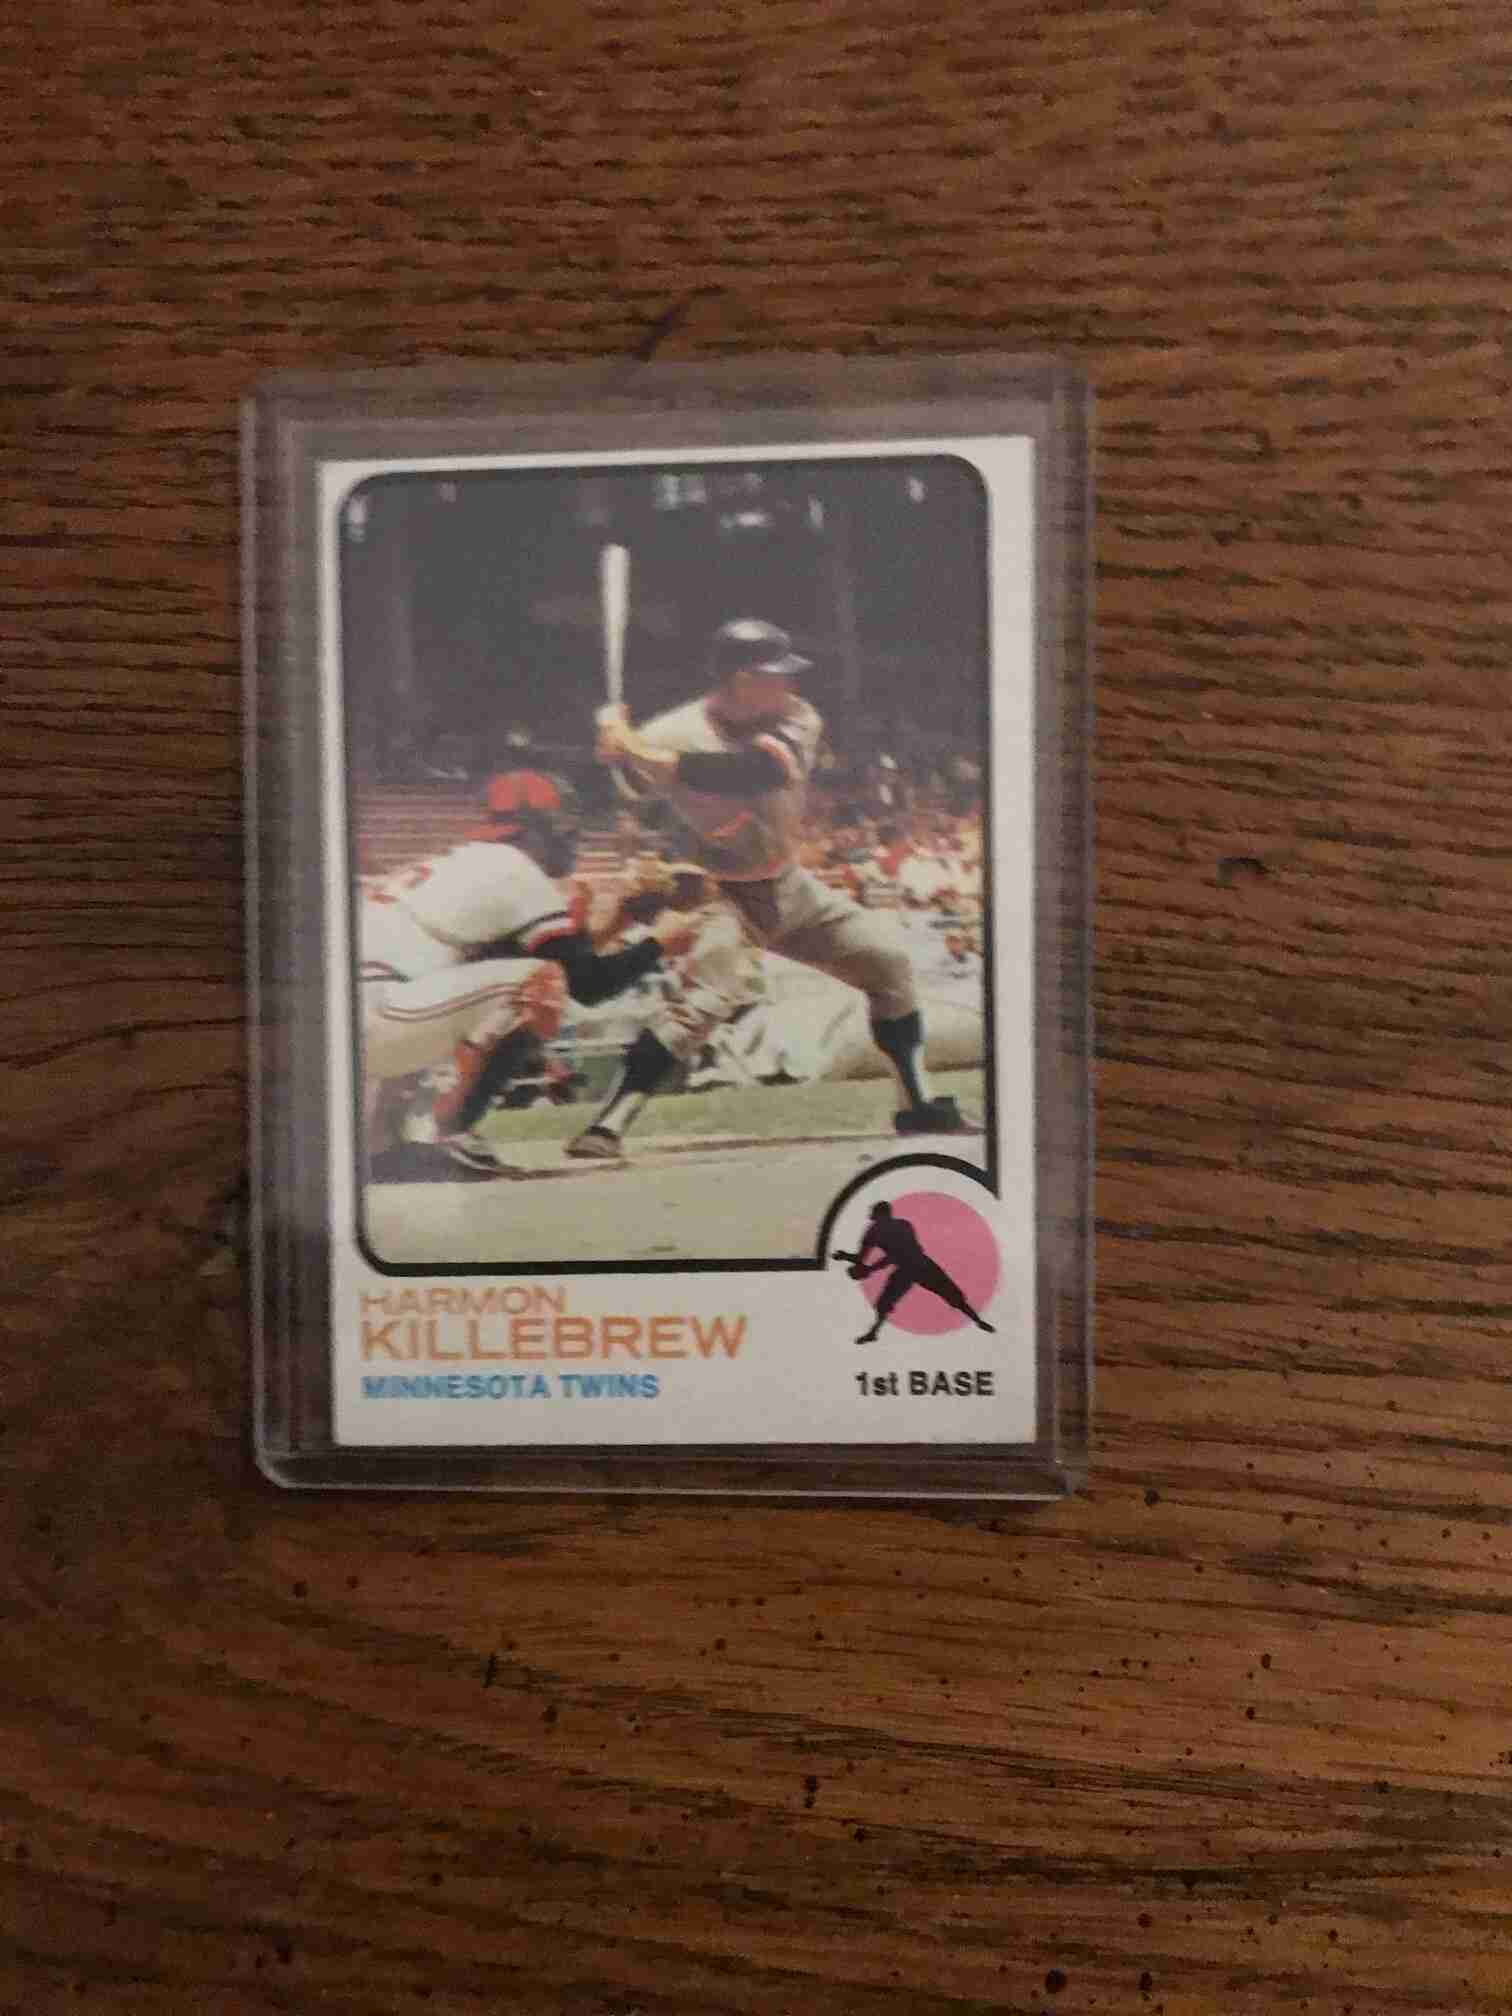 HARMON
KILLEBREW
MINNESOTA TWINS
1st BASE